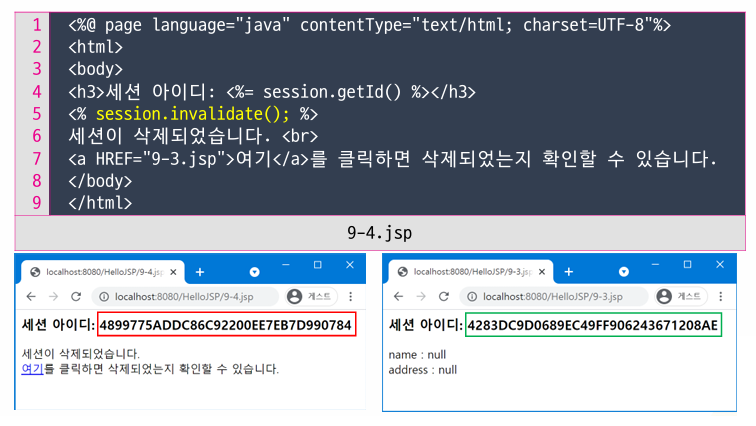 1 <%@ page language="java" contentType="text/html; charset=UTF-8"%>
2 <html>
3 <body>
4 <h3>세션 아이디: <%= session.getId() %></h3>
5 <% session.invalidate(); %>
6 세션이 삭제되었습니다. <br>
7 <a HREF="9-3.jsp">여기</a>를 클릭하면 삭제되었는지 확인할 수 있습니다.
8 </body>
9 </html>
9-4.jsp
localhost:8080/HelloJSP/9-4.jsp
localhost:8080/HelloJSP/9-4.jsp 게스트
세션 아이디: 4899775ADDC86C92200EE7EB7D990784
세션이 삭제되었습니다.
여기를 클릭하면 삭제되었는지 확인할 수 있습니다.
localhost:8080/HelloJSP/9-3.jsp
localhost:8080/HelloJSP/9-3.jsp 게스트
세션 아이디: 4283DC9D0689EC49FF906243671208AE
name : null
address : null